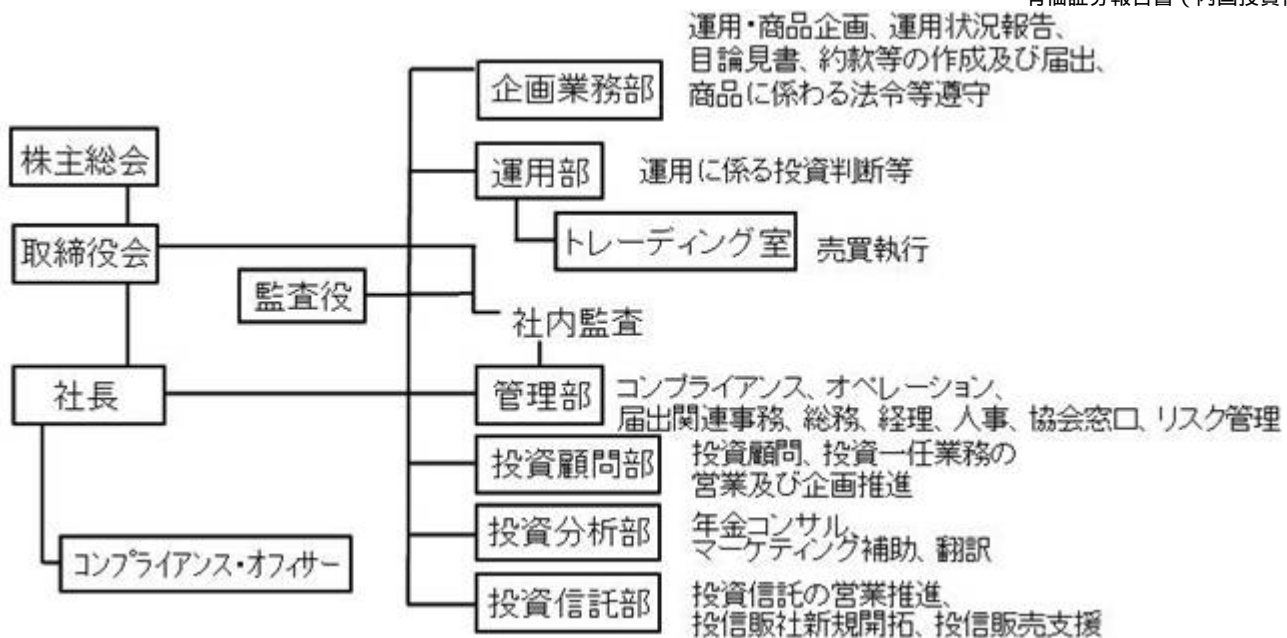 運用・商品企画、運用状況報告、
目論見書、約款等の作成及び届出、
商品に係わる法令等遵守
企画業務部
株主総会
運用部
運用に係る投資判断等
取締役会
トレーディング室
売買執行
監査役
社内監査
社長
管理部
コンプライアンス、オペレーション、
届出関連事務、総務、経理、人事、協会窓口、リスク管理
投資顧問部
投資顧問、投資一任業務の
営業及び企画推進
投資分析部
年金コンサル、
マーケティング補助、翻訳
コンプライアンス・オフィサー
投資信託部
投資信託の営業推進、
投信販社新規開拓、投信販売支援